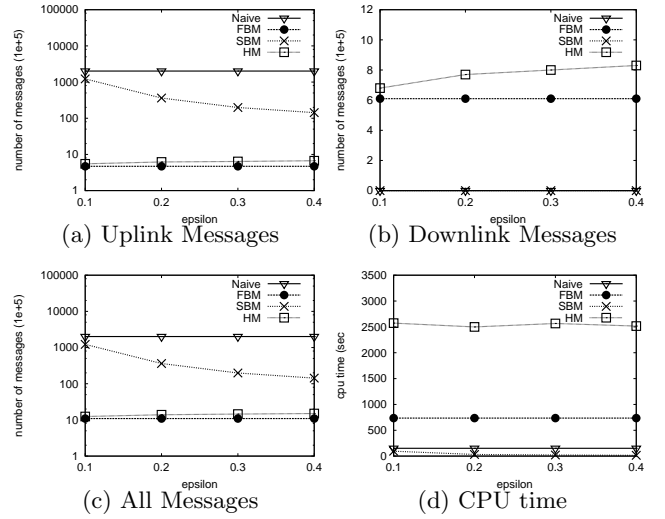 number of messages (1e+5)
100000
10000
1000
100
10
1
0.1
0.2
0.3
0.4
epsilon
Naive
FBM
SBM
HM
(a) Uplink Messages
number of messages (1e+5)
12
10
8
6
4
2
0
0.1
0.2
0.3
0.4
epsilon
Naive
FBM
SBM
HM
(b) Downlink Messages
number of messages (1e+5)
100000
10000
1000
100
10
1
0.1
0.2
0.3
0.4
epsilon
Naive
FBM
SBM
HM
(c) All Messages
cpu time (sec
3500
3000
2500
2000
1500
1000
500
0
0.1
0.2
0.3
0.4
epsilon
Naive
FBM
SBM
HM
(d) CPU time